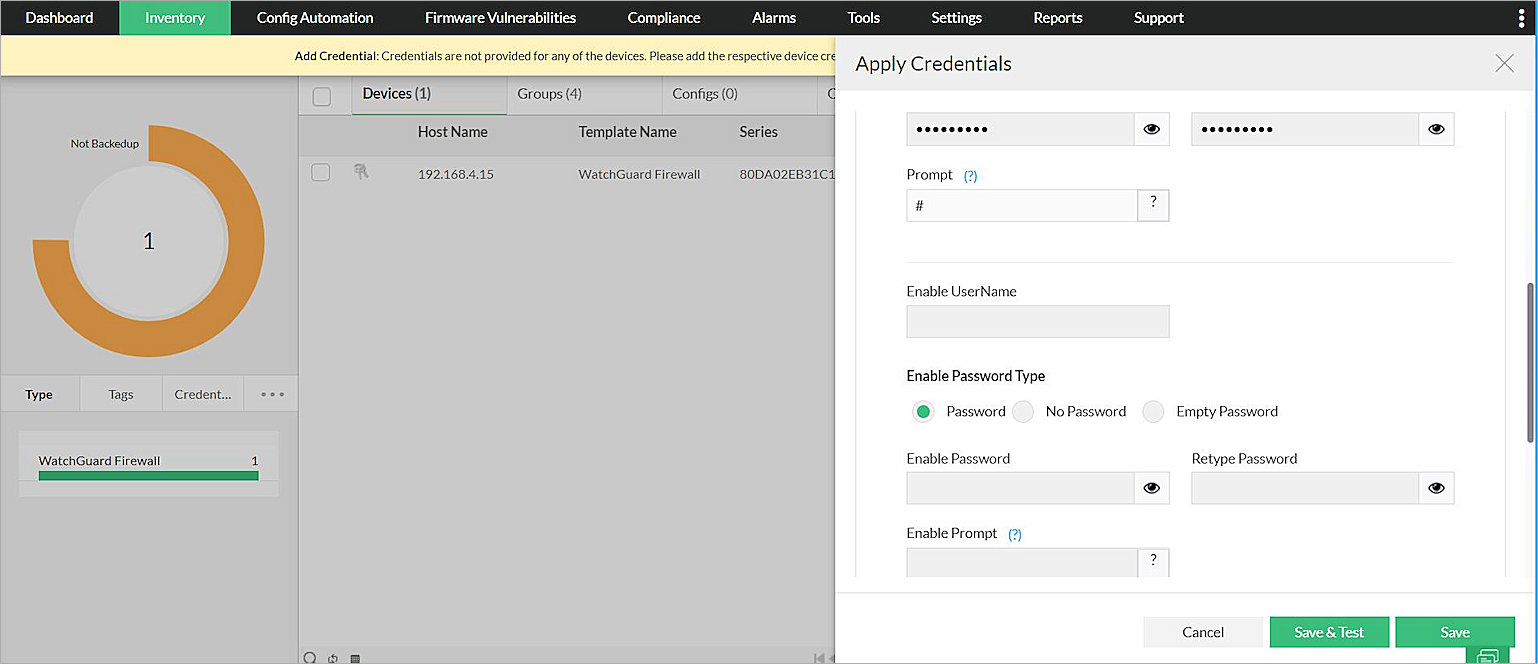 Dashboard Inventory Config Automation Firmware Vulnerabilities Compliance Alarms Tools Settings Reports Support
Add Credential: Credentials are not provided for any of the devices. Please add the respective device cre
Apply Credentials
Devices (1) Groups (4) Configs (0)
Host Name Template Name Series
192.168.4.15 WatchGuard Firewall 80DA02EB31C1
Not Backedup
1
Type Tags Credent...
WatchGuard Firewall 1
Prompt (?)
# ?
Enable UserName
Enable Password Type
Password No Password Empty Password
Enable Password Retype Password
Enable Prompt (?)
?
Cancel Save & Test Save